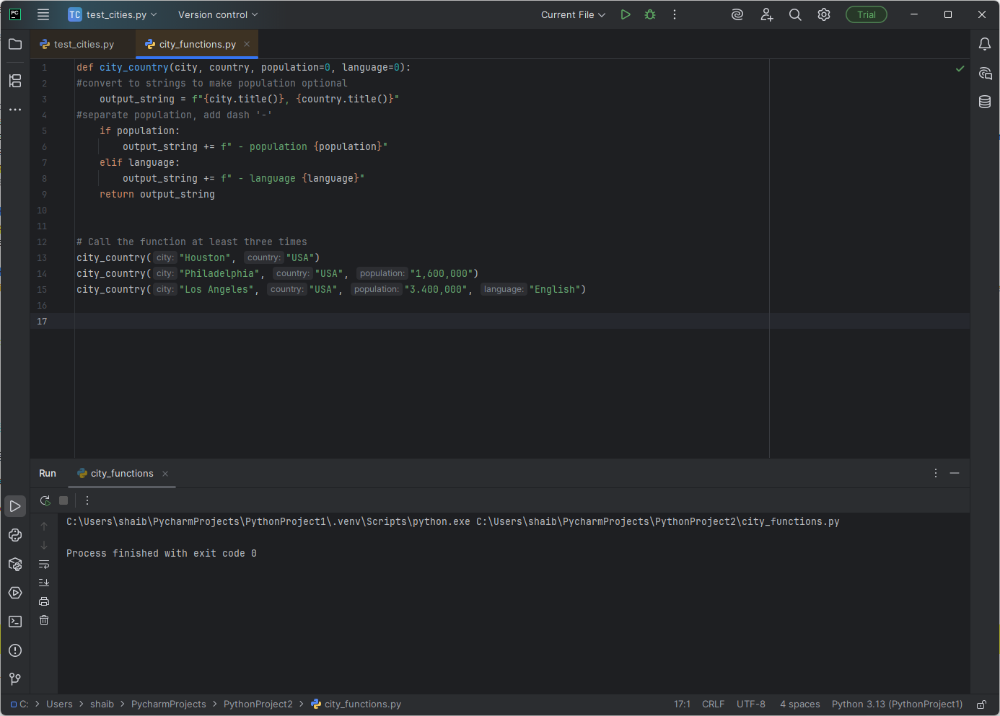 PC TC test_cities.py Version control Current File Trial
test_cities.py city_functions.py
1 def city_country(city, country, population=0, language=0):
2 #convert to strings to make population optional
3 output_string = f"{city.title()}, {country.title()}"
4 #separate population, add dash '-'
5 if population:
6 output_string += f" - population {population}"
7 elif language:
8 output_string += f" - language {language}"
9 return output_string
10
11
12 # Call the function at least three times
13 city_country( city: "Houston", country: "USA")
14 city_country( city: "Philadelphia", country: "USA", population: "1,600,000")
15 city_country( city: "Los Angeles", country: "USA", population: "3.400,000", language: "English")
16
17
Run city_functions
C:\Users\shaib\PycharmProjects\PythonProject1\.venv\Scripts\python.exe C:\Users\shaib\PycharmProjects\PythonProject2\city_functions.py
Process finished with exit code 0
C: > Users > shaib > PycharmProjects > PythonProject2 > city_functions.py 17:1 CRLF UTF-8 4 spaces Python 3.13 (PythonProject1)